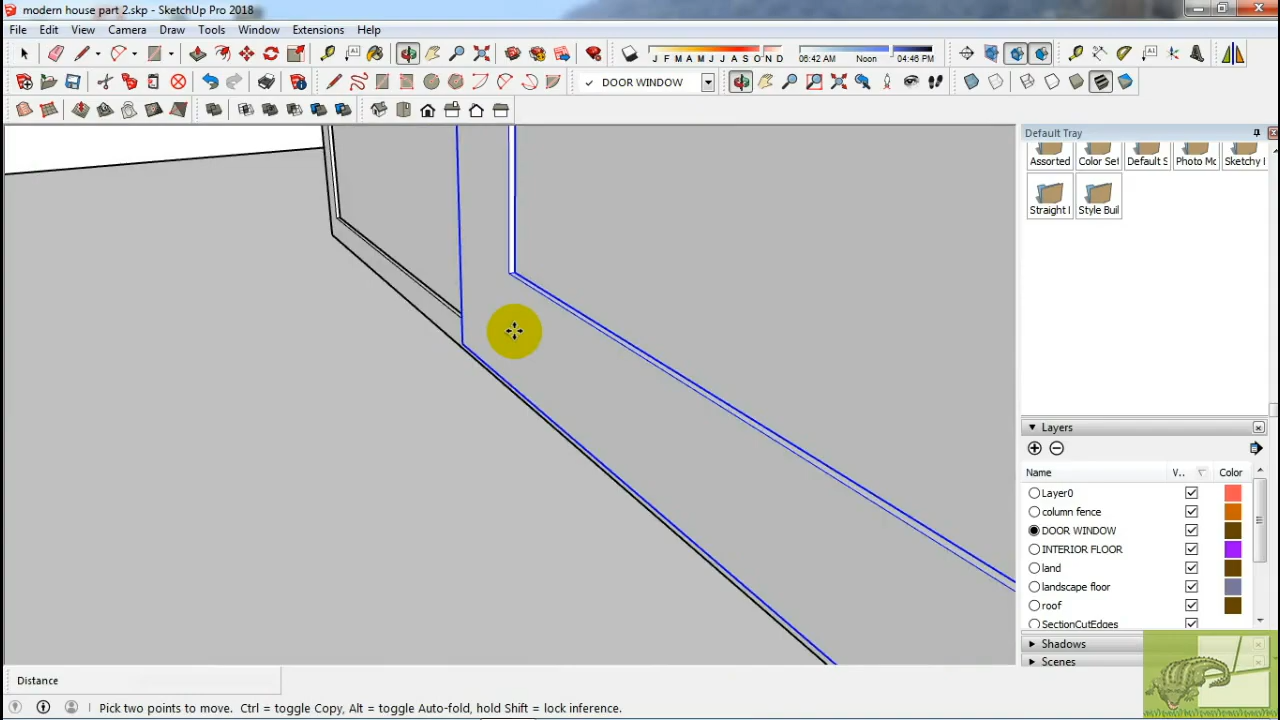 modern house part 2.skp - SketchUp Pro 2018
File Edit View Camera Draw Tools Window Extensions Help
J F M A M J J A S O N D
06:42 AM Noon 04:46 PM
DOOR WINDOW
Default Tray
Assorted Color Set Default S Photo Mo Sketchy I
Straight I Style Buil
Layers
Name V.. Color
Layer0
column fence
DOOR WINDOW
INTERIOR FLOOR
land
landscape floor
roof
SectionCutEdges
Shadows
Scenes
Distance
Pick two points to move. Ctrl = toggle Copy, Alt = toggle Auto-fold, hold Shift = lock inference.